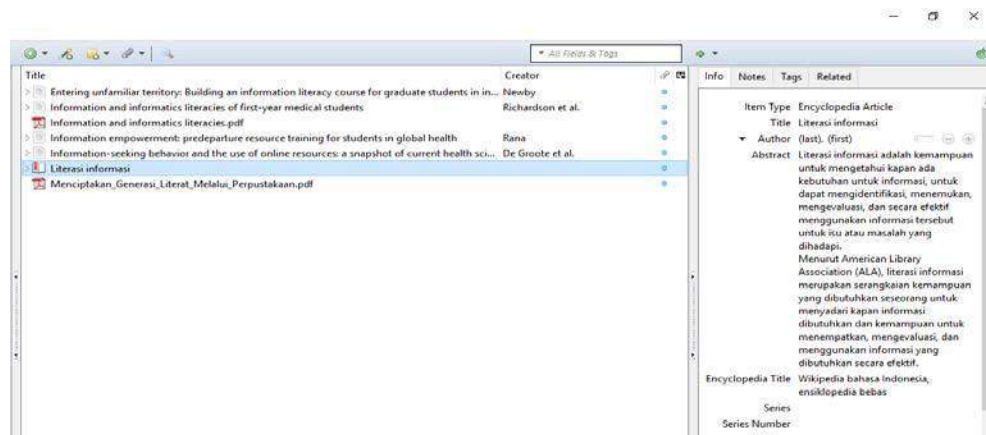 All Fields & Tags
Title Creator
Entering unfamiliar territory: Building an information literacy course for graduate students in in... Newby
Information and informatics literacies of first-year medical students Richardson et al.
Information and informatics literacies.pdf
Information empowerment: predeparture resource training for students in global health Rana
Information-seeking behavior and the use of online resources: a snapshot of current health sci... De Groote et al.
Literasi informasi
Menciptakan_Generasi_Literat_Melalui_Perpustakaan.pdf
Info Notes Tags Related
Item Type Encyclopedia Article
Title Literasi informasi
Author (last), (first)
Abstract Literasi informasi adalah kemampuan
untuk mengetahui kapan ada
kebutuhan untuk informasi, untuk
dapat mengidentifikasi, menemukan,
mengevaluasi, dan secara efektif
menggunakan informasi tersebut
untuk isu atau masalah yang
dihadapi.
Menurut American Library
Association (ALA), literasi informasi
merupakan serangkaian kemampuan
yang dibutuhkan seseorang untuk
menyadari kapan informasi
dibutuhkan dan kemampuan untuk
menempatkan, mengevaluasi, dan
menggunakan informasi yang
dibutuhkan secara efektif.
Encyclopedia Title Wikipedia bahasa Indonesia,
ensiklopedia bebas
Series
Series Number